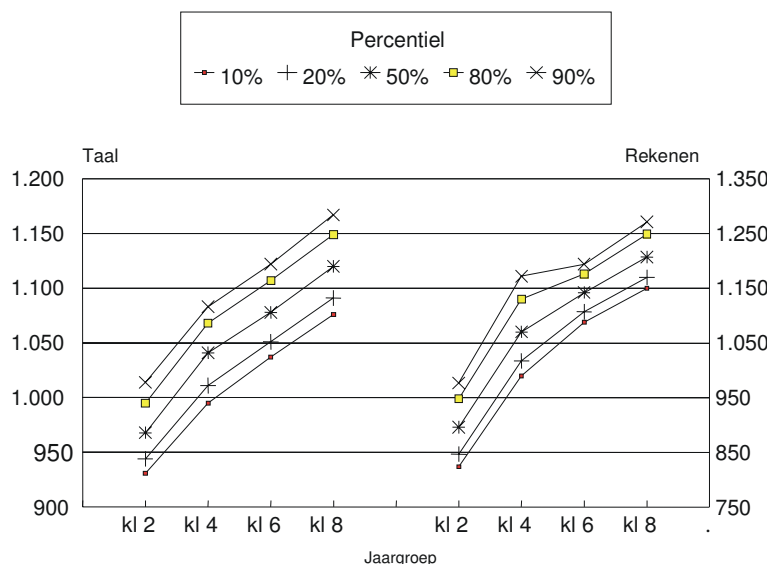 Percentiel
10% 20% 50% 80% 90%
Taal Rekenen
1.200 1.350
1.150 1.250
1.100 1.150
1.050 1.050
1.000 950
950 850
900 750
kl 2 kl 4 kl 6 kl 8 kl 2 kl 4 kl 6 kl 8 .
Jaargroep